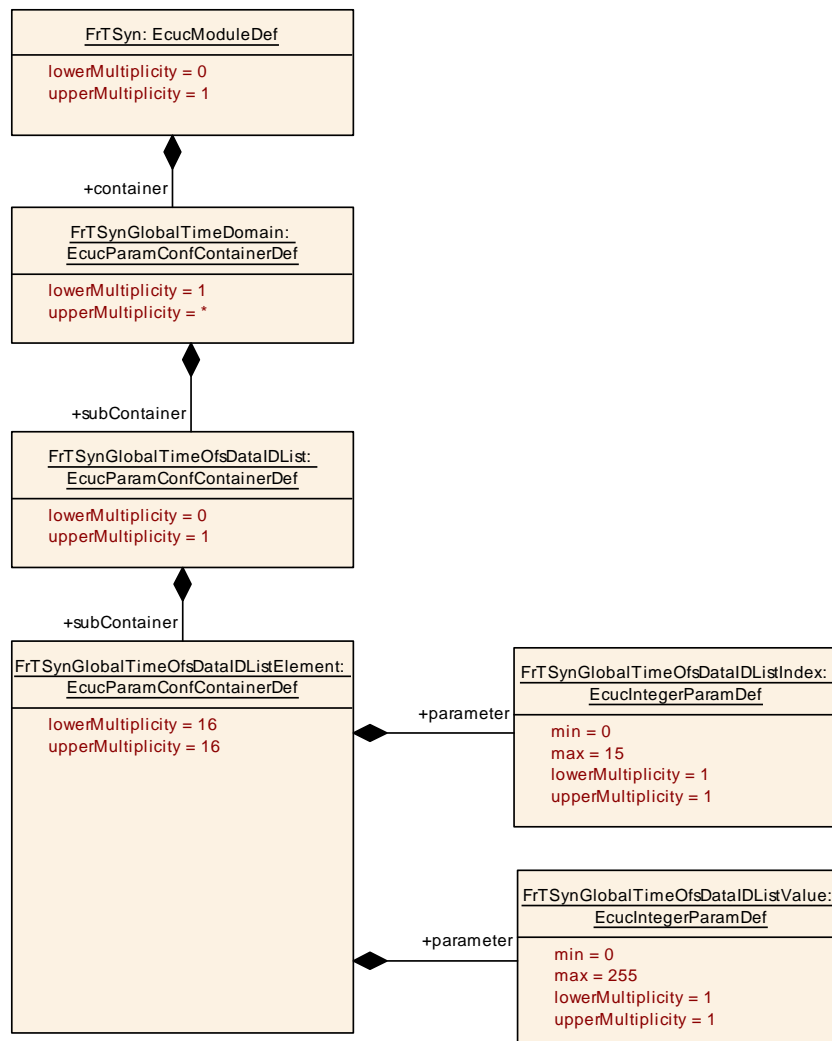 FrTSyn: EcucModuleDef
lowerMultiplicity = 0
upperMultiplicity = 1
+container
FrTSynGlobalTimeDomain:
EcucParamConfContainerDef
lowerMultiplicity = 1
upperMultiplicity = *
+subContainer
FrTSynGlobalTimeOfsDataIDList:
EcucParamConfContainerDef
lowerMultiplicity = 0
upperMultiplicity = 1
+subContainer
FrTSynGlobalTimeOfsDataIDListElement:
EcucParamConfContainerDef
lowerMultiplicity = 16
upperMultiplicity = 16
+parameter
FrTSynGlobalTimeOfsDataIDListIndex:
EcucIntegerParamDef
min = 0
max = 15
lowerMultiplicity = 1
upperMultiplicity = 1
+parameter
FrTSynGlobalTimeOfsDataIDListValue:
EcucIntegerParamDef
min = 0
max = 255
lowerMultiplicity = 1
upperMultiplicity = 1